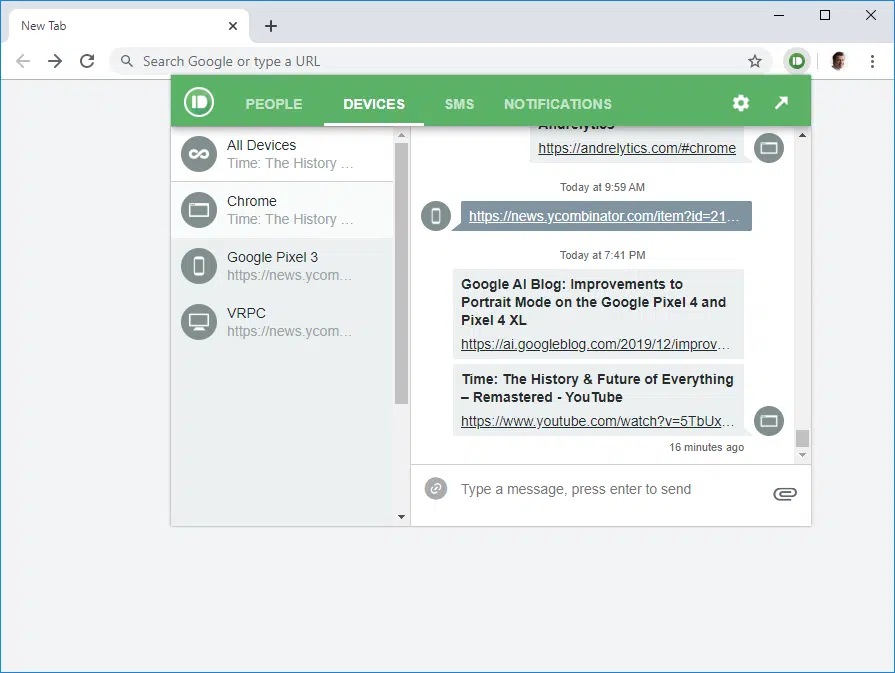 New Tab
Search Google or type a URL
PEOPLE DEVICES SMS NOTIFICATIONS
All Devices
Time: The History …
Chrome
Time: The History …
Google Pixel 3
https://news.ycom…
VRPC
https://news.ycom…
Andrelytics
https://andrelytics.com/#chrome
Today at 9:59 AM
https://news.ycombinator.com/item?id=21…
Today at 7:41 PM
Google AI Blog: Improvements to
Portrait Mode on the Google Pixel 4 and
Pixel 4 XL
https://ai.googleblog.com/2019/12/improv…
Time: The History & Future of Everything
– Remastered - YouTube
https://www.youtube.com/watch?v=5TbUx…
16 minutes ago
Type a message, press enter to send